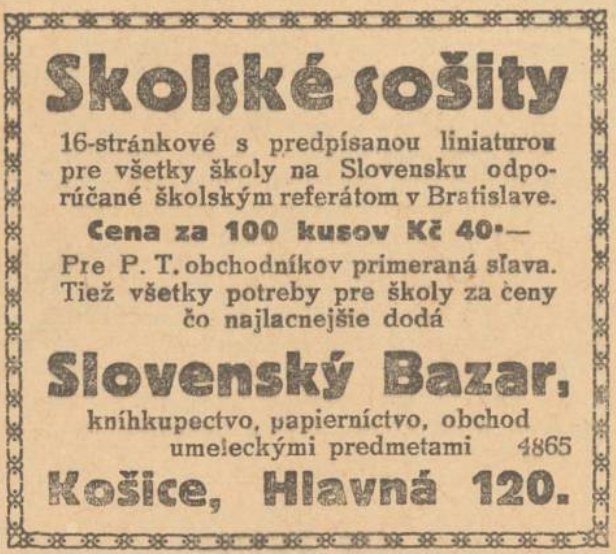 Skolské sošity
16-stránkové s predpísanou liniaturou
pre všetky školy na Slovensku odpo-
rúčané školským referátom v Bratislave.
Cena za 100 kusov Kč 40·—
Pre P. T. obchodníkov primeraná sľava.
Tiež všetky potreby pre školy za ceny
čo najlacnejšie dodá
Slovenský Bazar,
kníhkupectvo, papierníctvo, obchod
umeleckými predmetami 4865
Košice, Hlavná 120.